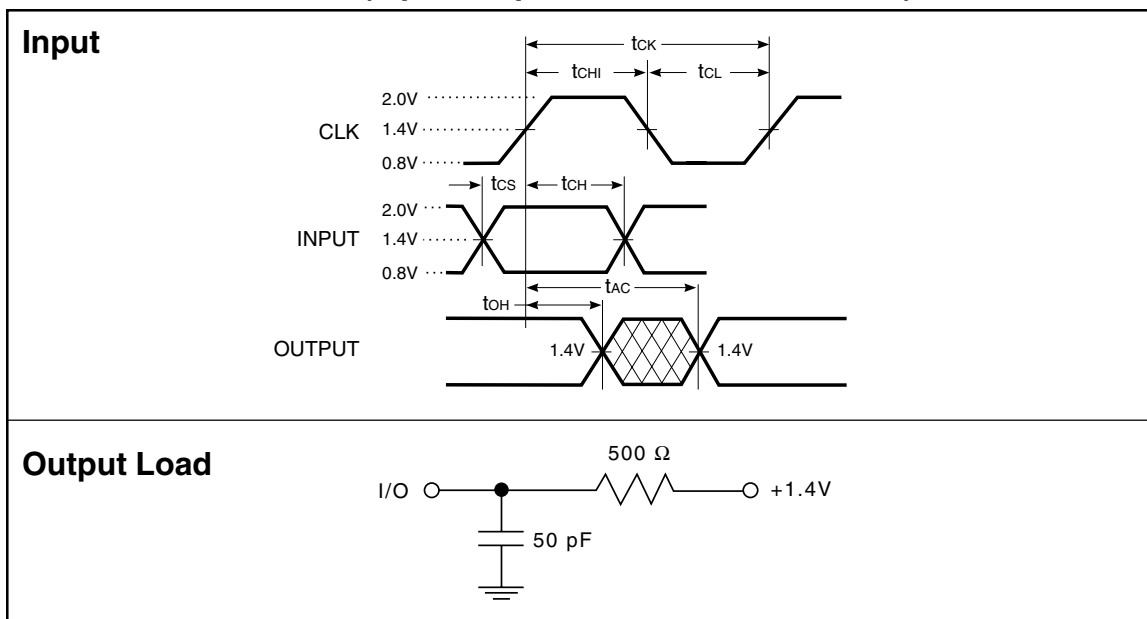 Input
tCK
tCHI tCL
2.0V
CLK 1.4V
0.8V
tCS tCH
2.0V
INPUT 1.4V
0.8V
tAC
tOH
OUTPUT 1.4V 1.4V
Output Load
500 Ω
I/O +1.4V
50 pF